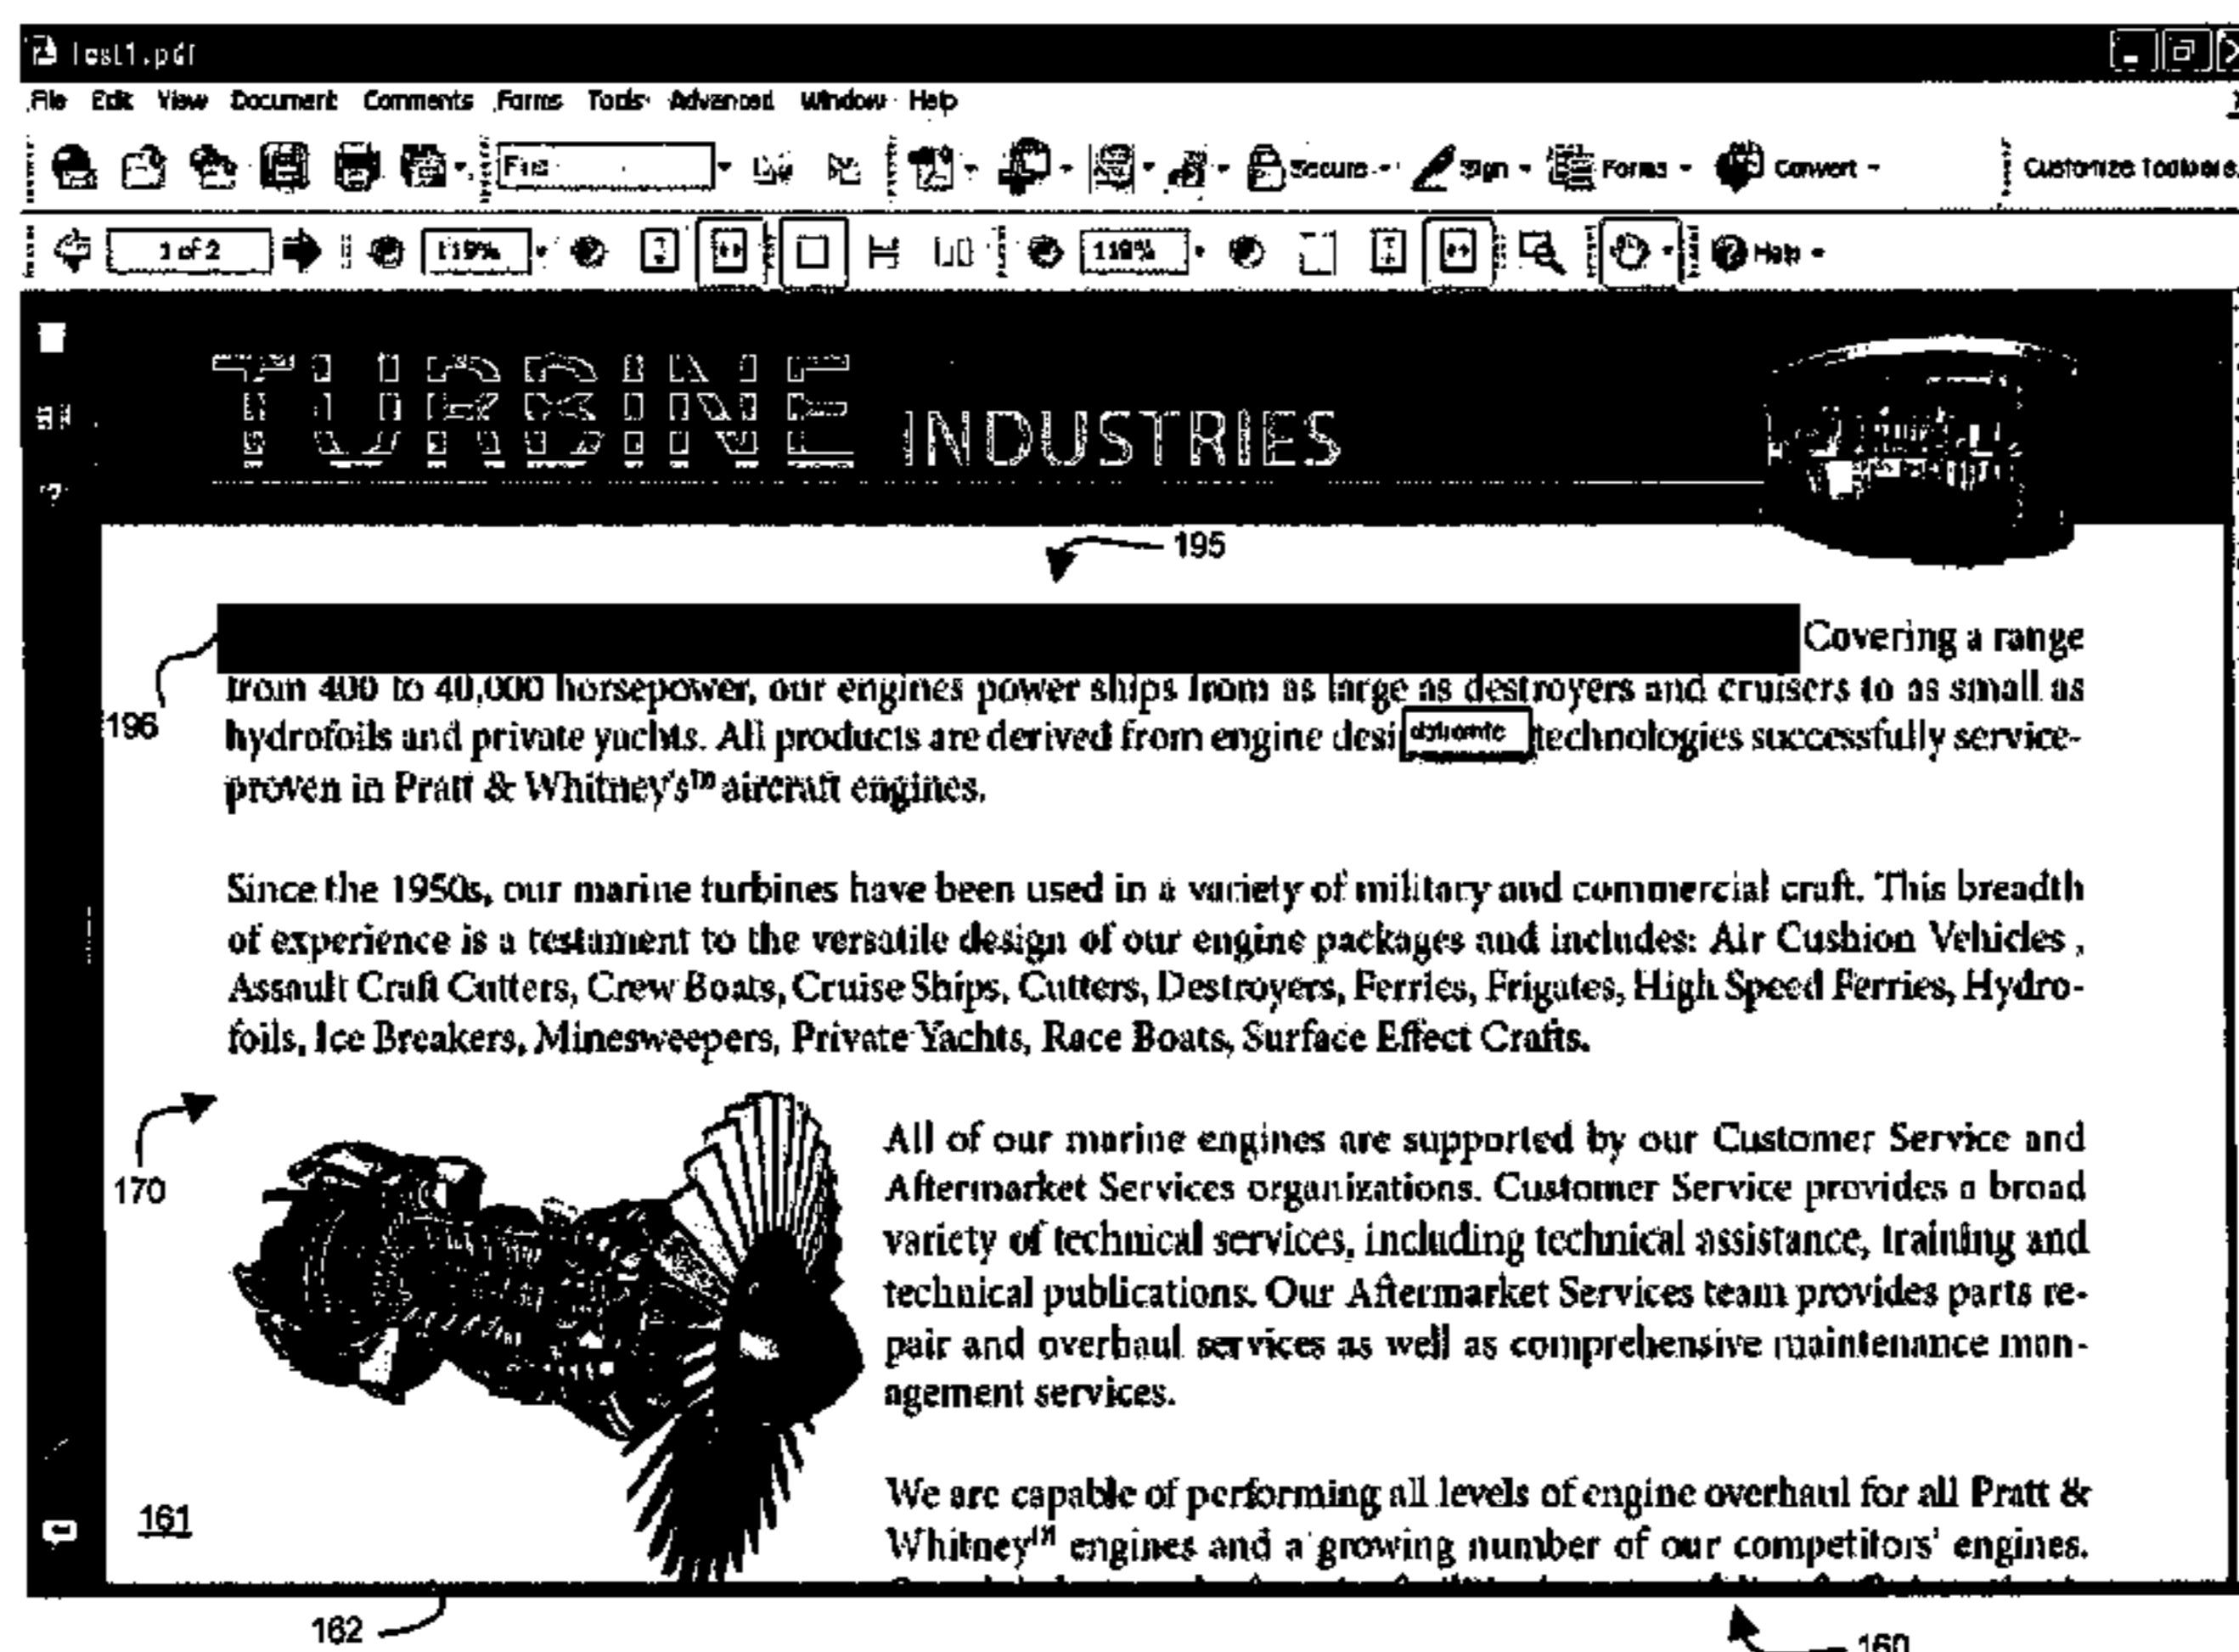 Test1.pdf
File Edit View Document Comments Forms Tools Advanced Window Help
Find Secure Sign Forms Convert Customize Toolbars
1 of 2 119% 119% Help
TURBINE INDUSTRIES
195
Covering a range
196
from 400 to 40,000 horsepower, our engines power ships from as large as destroyers and cruisers to as small as
hydrofoils and private yachts. All products are derived from engine desi technologies successfully service-
proven in Pratt & Whitney's™ aircraft engines.
Since the 1950s, our marine turbines have been used in a variety of military and commercial craft. This breadth
of experience is a testament to the versatile design of our engine packages and includes: Air Cushion Vehicles ,
Assault Craft Cutters, Crew Boats, Cruise Ships, Cutters, Destroyers, Ferries, Frigates, High Speed Ferries, Hydro-
foils, Ice Breakers, Minesweepers, Private Yachts, Race Boats, Surface Effect Crafts.
170
All of our marine engines are supported by our Customer Service and
Aftermarket Services organizations. Customer Service provides a broad
variety of technical services, including technical assistance, training and
technical publications. Our Aftermarket Services team provides parts re-
pair and overhaul services as well as comprehensive maintenance man-
agement services.
We are capable of performing all levels of engine overhaul for all Pratt &
Whitney™ engines and a growing number of our competitors' engines.
161
162
160